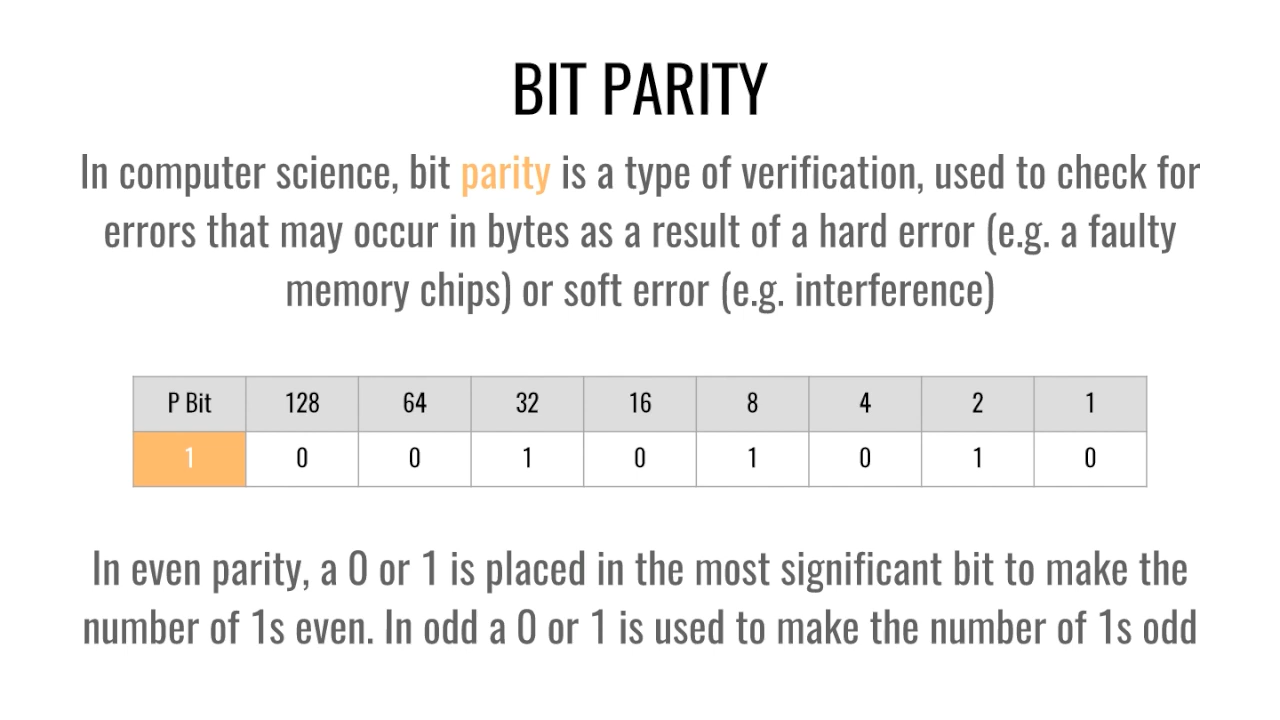 BIT PARITY
In computer science, bit parity is a type of verification, used to check for
errors that may occur in bytes as a result of a hard error (e.g. a faulty
memory chips) or soft error (e.g. interference)
P Bit 128 64 32 16 8 4 2 1
1 0 0 1 0 1 0 1 0
In even parity, a 0 or 1 is placed in the most significant bit to make the
number of 1s even. In odd a 0 or 1 is used to make the number of 1s odd